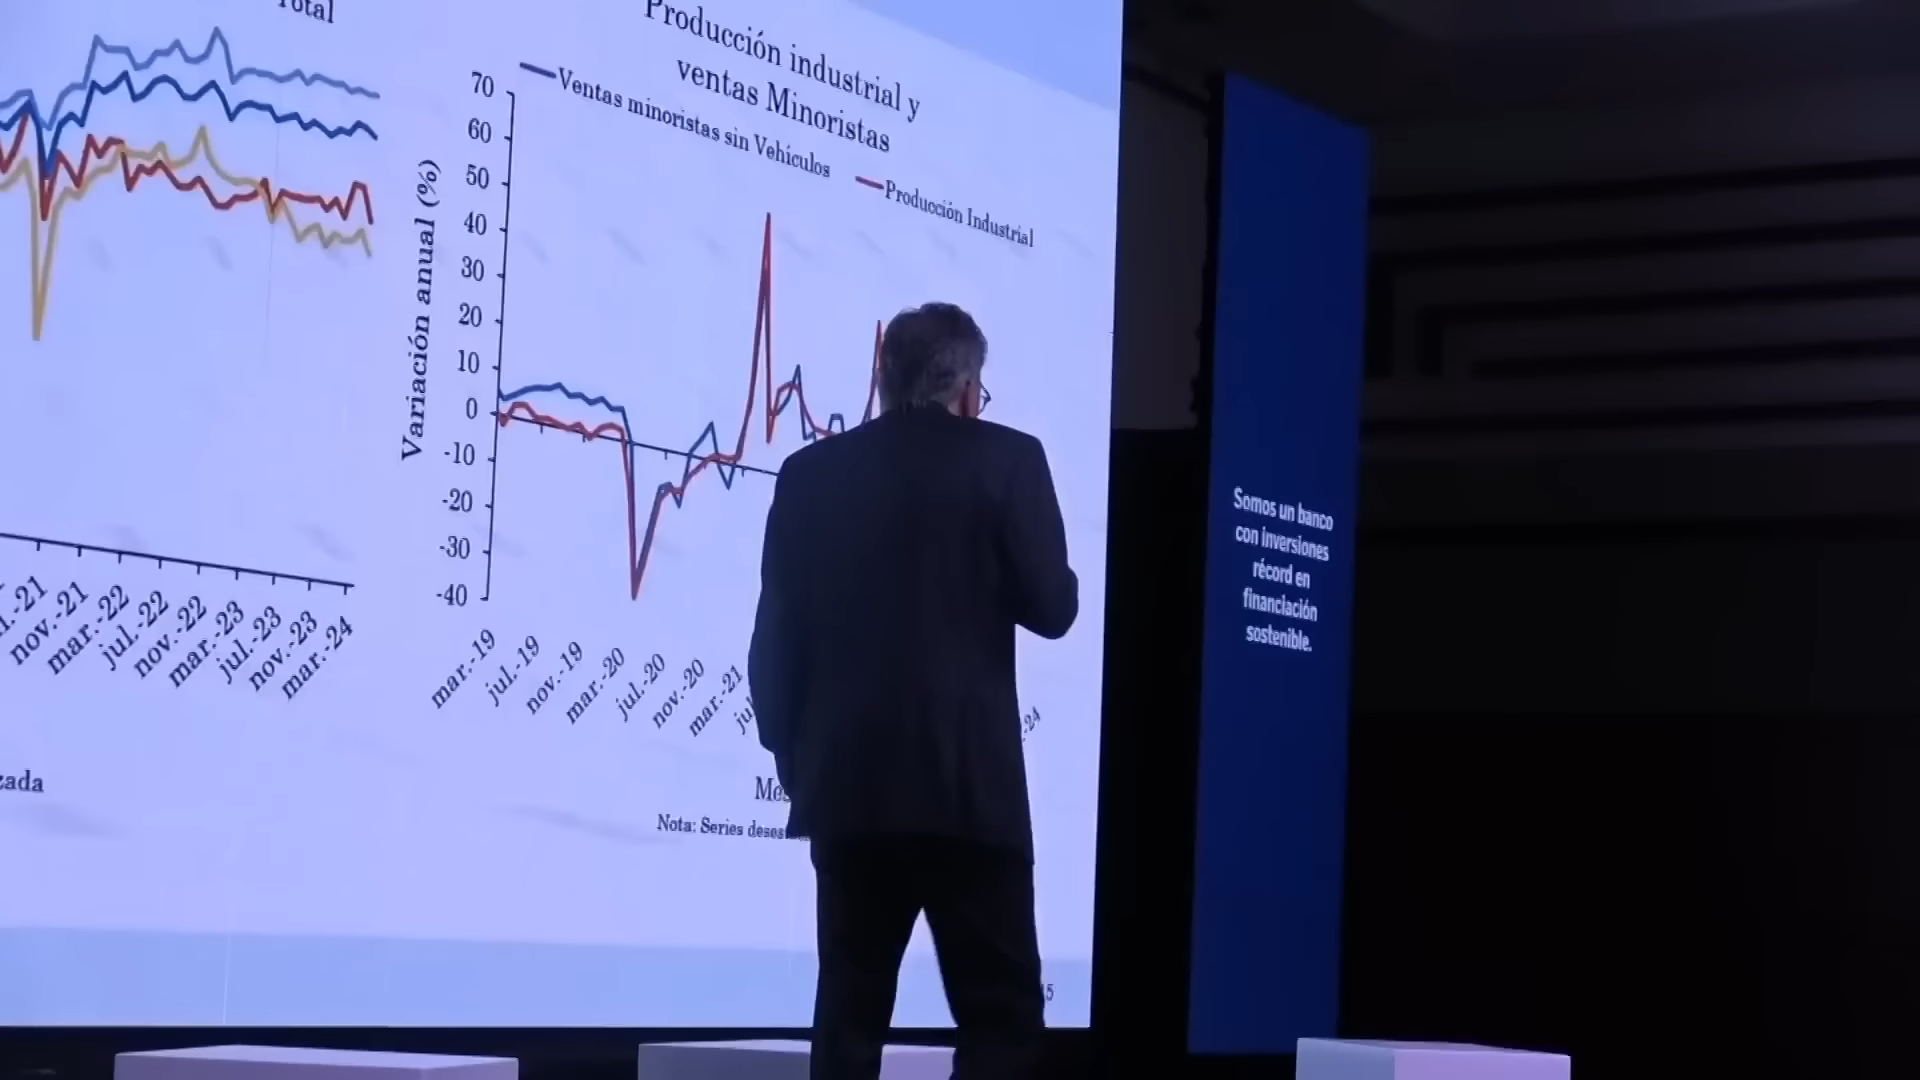 Total
Producción industrial y
ventas Minoristas
Ventas minoristas sin Vehículos
Producción Industrial
Variación anual (%)
70
60
50
40
30
20
10
0
-10
-20
-30
-40
mar.-19
jul.-19
nov.-19
mar.-20
jul.-20
nov.-20
mar.-21
-21
nov.-21
mar.-22
jul.-22
nov.-22
mar.-23
jul.-23
nov.-23
mar.-24
Nota: Series
Somos un banco
con inversiones
récord en
financiación
sostenible.